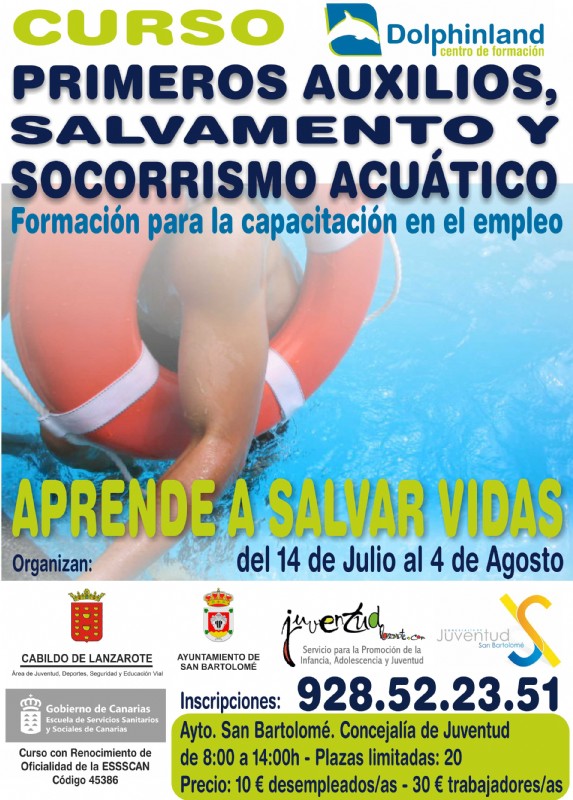 CURSO
Dolphinland
centro de formación
PRIMEROS AUXILIOS,
SALVAMENTO Y
SOCORRISMO ACUÁTICO
Formación para la capacitación en el empleo
APRENDE A SALVAR VIDAS
Organizan:
del 14 de Julio al 4 de Agosto
CABILDO DE LANZAROTE
Área de Juventud, Deportes, Seguridad y Educación Vial
AYUNTAMIENTO DE
SAN BARTOLOMÉ
juventud
Servicio para la Promoción de la
Infancia, Adolescencia y Juventud
Juventud
San Bartolomé
Gobierno de Canarias
Escuela de Servicios Sanitarios
y Sociales de Canarias
Curso con Renocimiento de
Oficialidad de la ESSSCAN
Código 45386
Inscripciones: 928.52.23.51
Ayto. San Bartolomé. Concejalía de Juventud
de 8:00 a 14:00h - Plazas limitadas: 20
Precio: 10 € desempleados/as - 30 € trabajadores/as